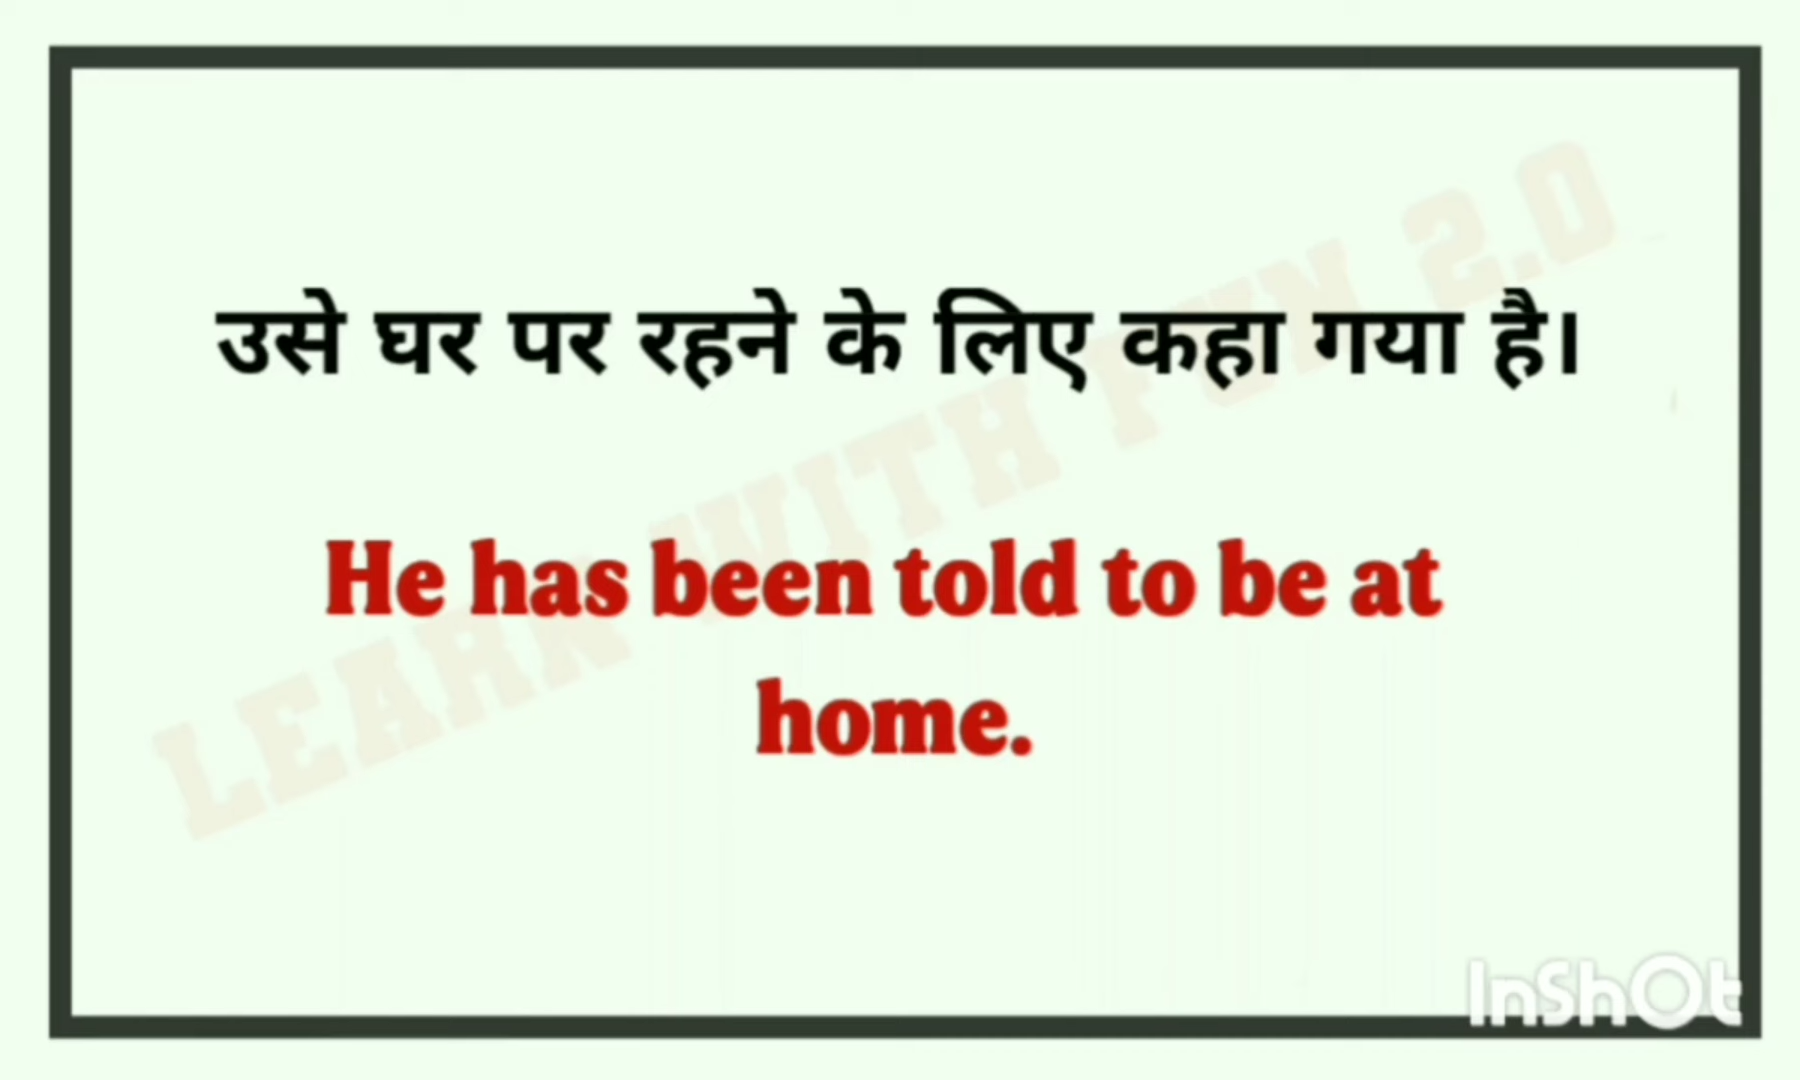 उसे घर पर रहने के लिए कहा गया है।
He has been told to be at
home.
LEARN WITH FUN 2.0
InShOt